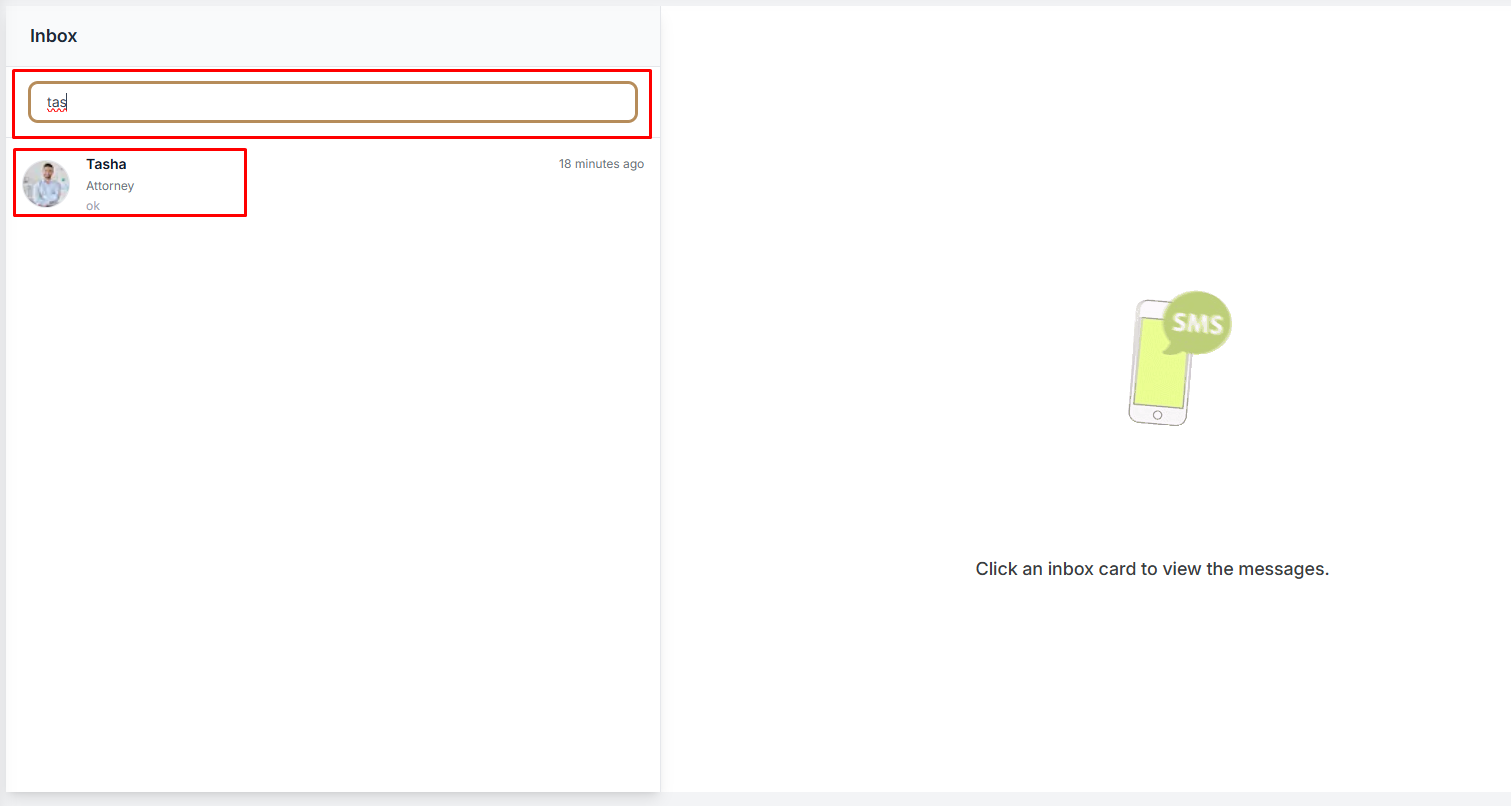 Inbox
tas
Tasha
18 minutes ago
Attorney
ok
SMS
Click an inbox card to view the messages.